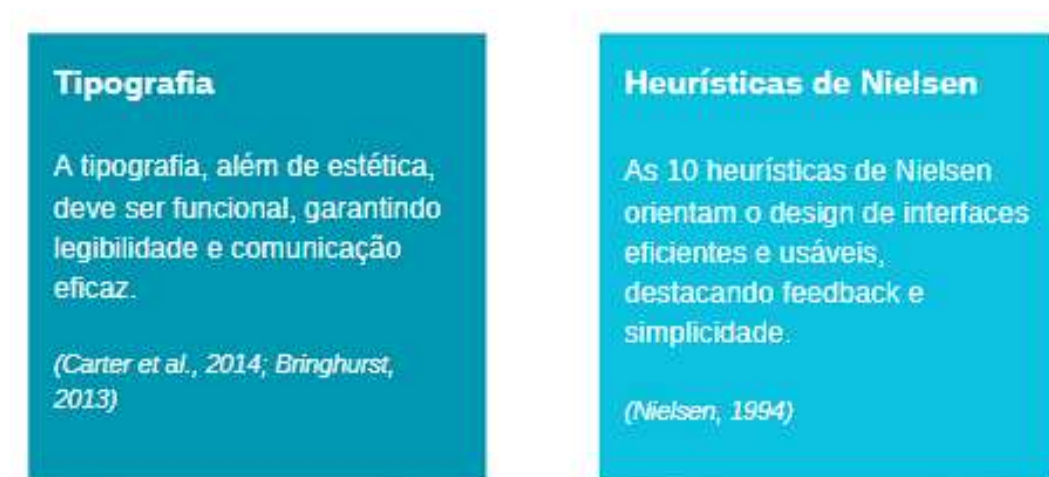 Tipografia
A tipografia, além de estética,
deve ser funcional, garantindo
legibilidade e comunicação
eficaz.
(Carter et al., 2014; Bringhurst,
2013)
Heurísticas de Nielsen
As 10 heurísticas de Nielsen
orientam o design de interfaces
eficientes e usáveis,
destacando feedback e
simplicidade.
(Nielsen, 1994)